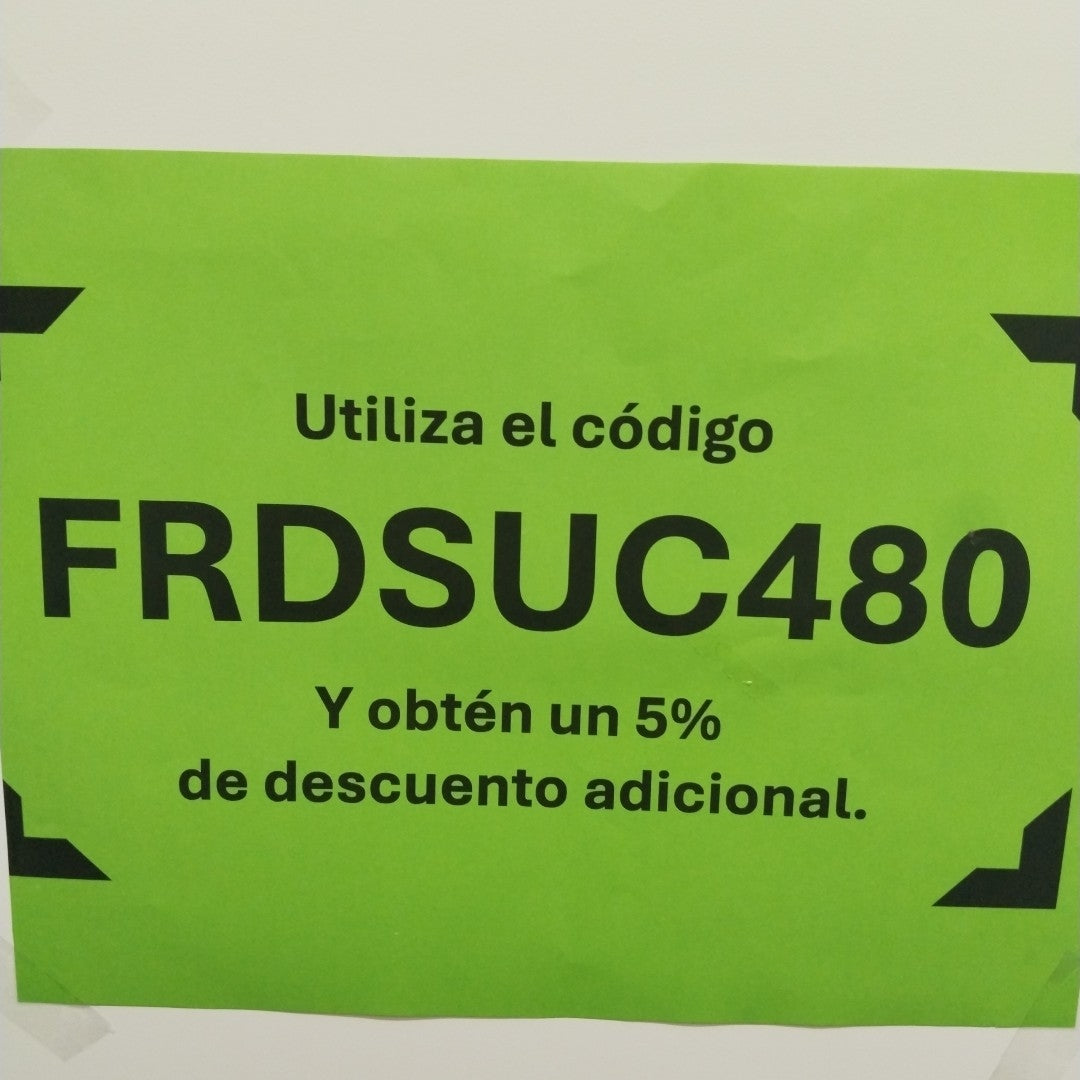 Utiliza el código
FRDSUC480
Y obtén un 5%
de descuento adicional.